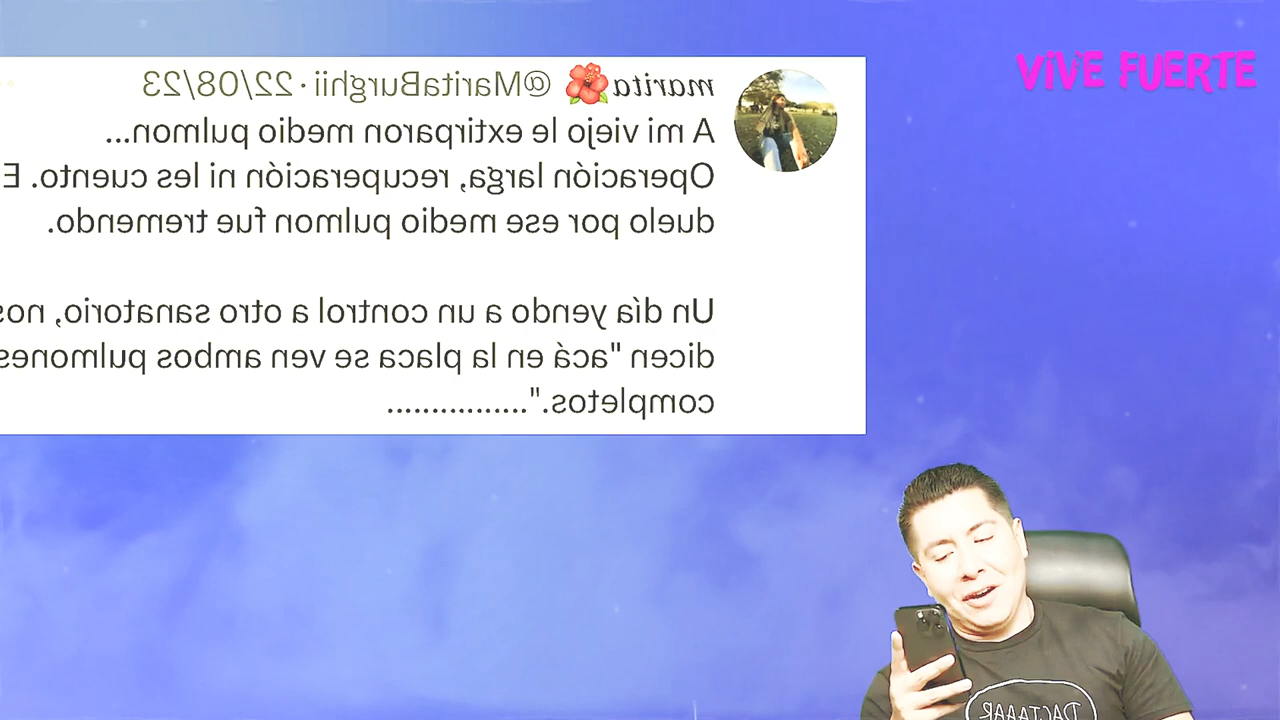 VIVE FUERTE
marita🌺 @MaritaBurghii · 22/08/23
A mi viejo le extirparon medio pulmon...
Operación larga, recuperación ni les cuento. E
duelo por ese medio pulmon fue tremendo.
Un día yendo a un control a otro sanatorio, nos
dicen "acá en la placa se ven ambos pulmones
completos."................